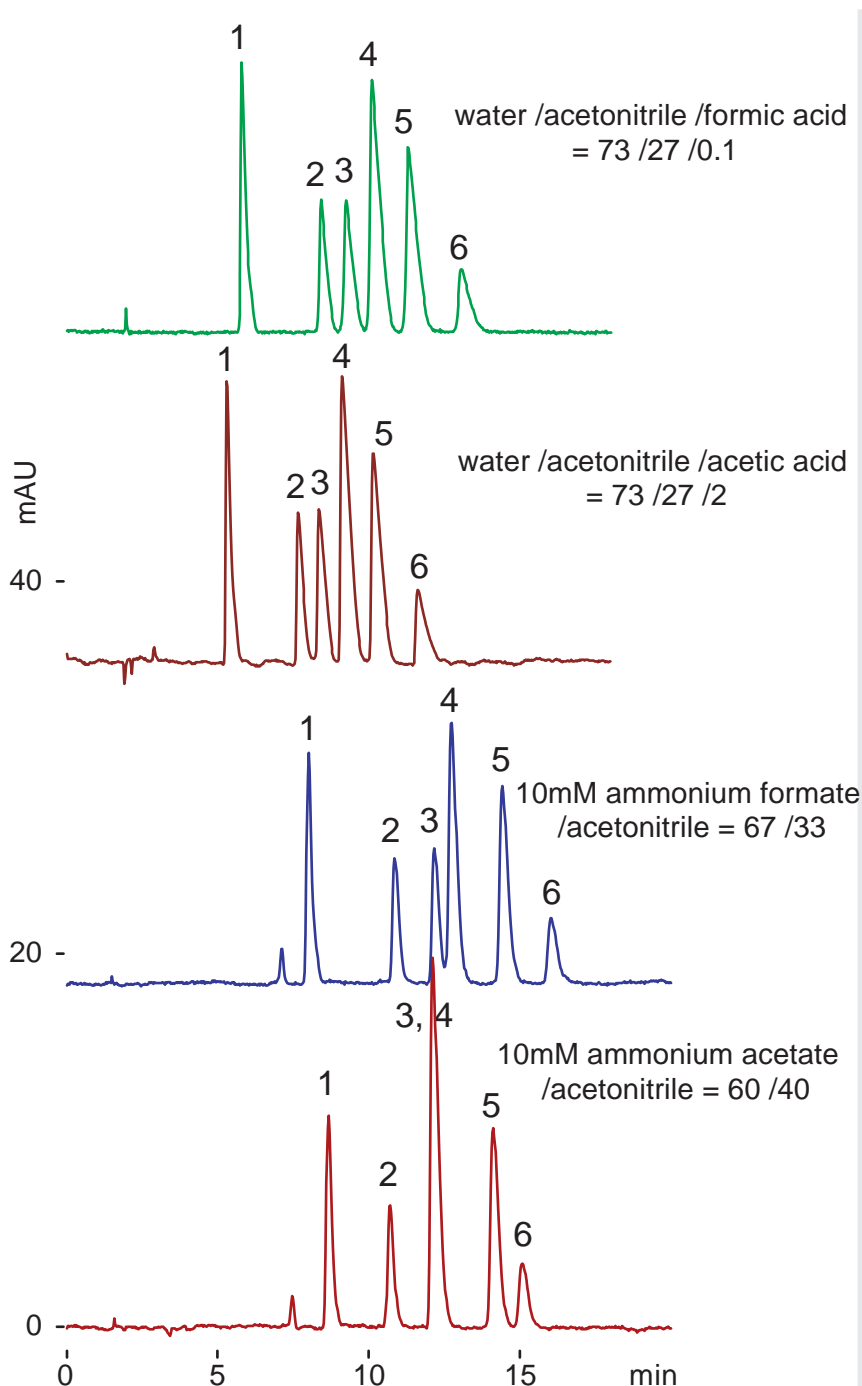 1
4
water /acetonitrile /formic acid
= 73 /27 /0.1
5
2 3
6
1
4
5
water /acetonitrile /acetic acid
= 73 /27 /2
2 3
mAU
6
40
4
1
5
10mM ammonium formate
/acetonitrile = 67 /33
3
2
6
20
3, 4
10mM ammonium acetate
/acetonitrile = 60 /40
1
5
2
6
0
0 5 10 15 min